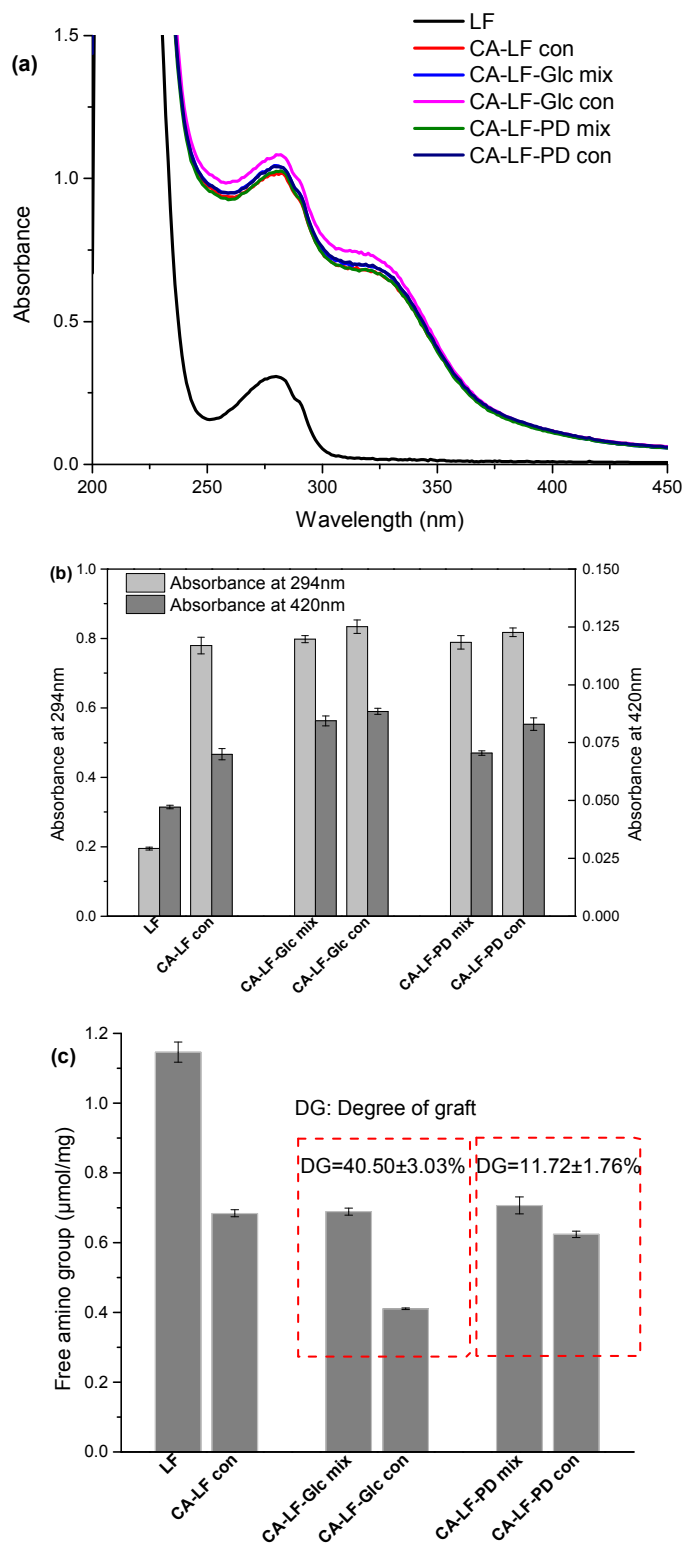 (a)
LF
CA-LF con
CA-LF-Glc mix
CA-LF-Glc con
CA-LF-PD mix
CA-LF-PD con
1.5
1.0
0.5
0.0
Absorbance
200 250 300 350 400 450
Wavelength (nm)
(b)
Absorbance at 294nm
Absorbance at 420nm
1.0
0.8
0.6
0.4
0.2
0.0
Absorbance at 294nm
0.150
0.125
0.100
0.075
0.050
0.025
0.000
Absorbance at 420nm
LF
CA-LF con
CA-LF-Glc mix
CA-LF-Glc con
CA-LF-PD mix
CA-LF-PD con
(c)
1.2
1.0
0.8
0.6
0.4
0.2
0.0
Free amino group (μmol/mg)
DG: Degree of graft
DG=40.50±3.03%
DG=11.72±1.76%
LF
CA-LF con
CA-LF-Glc mix
CA-LF-Glc con
CA-LF-PD mix
CA-LF-PD con